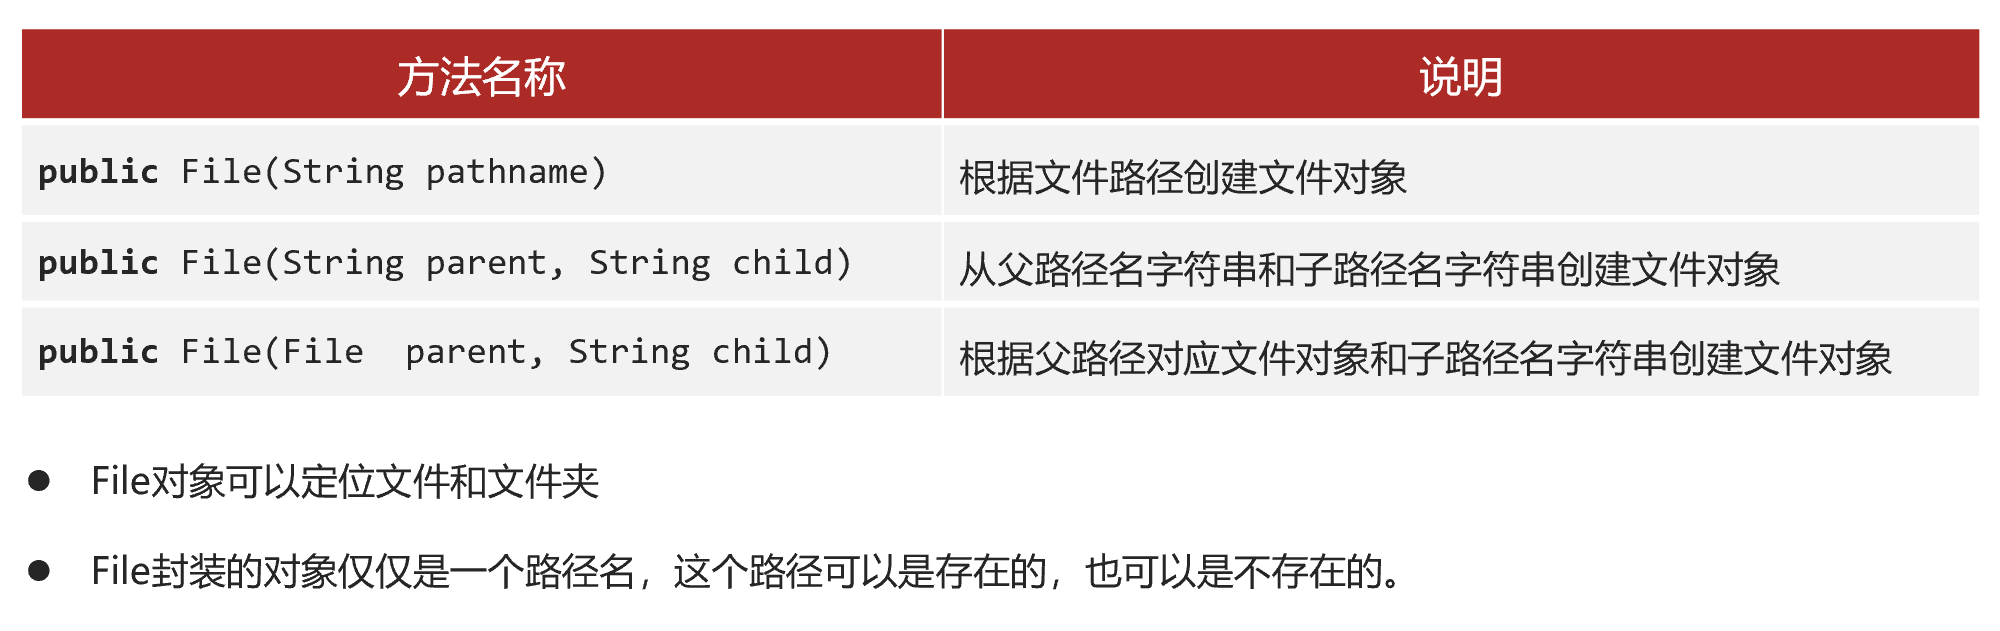 方法名称 说明
public File(String pathname) 根据文件路径创建文件对象
public File(String parent, String child) 从父路径名字符串和子路径名字符串创建文件对象
public File(File  parent, String child) 根据父路径对应文件对象和子路径名字符串创建文件对象
● File对象可以定位文件和文件夹
● File封装的对象仅仅是一个路径名，这个路径可以是存在的，也可以是不存在的。